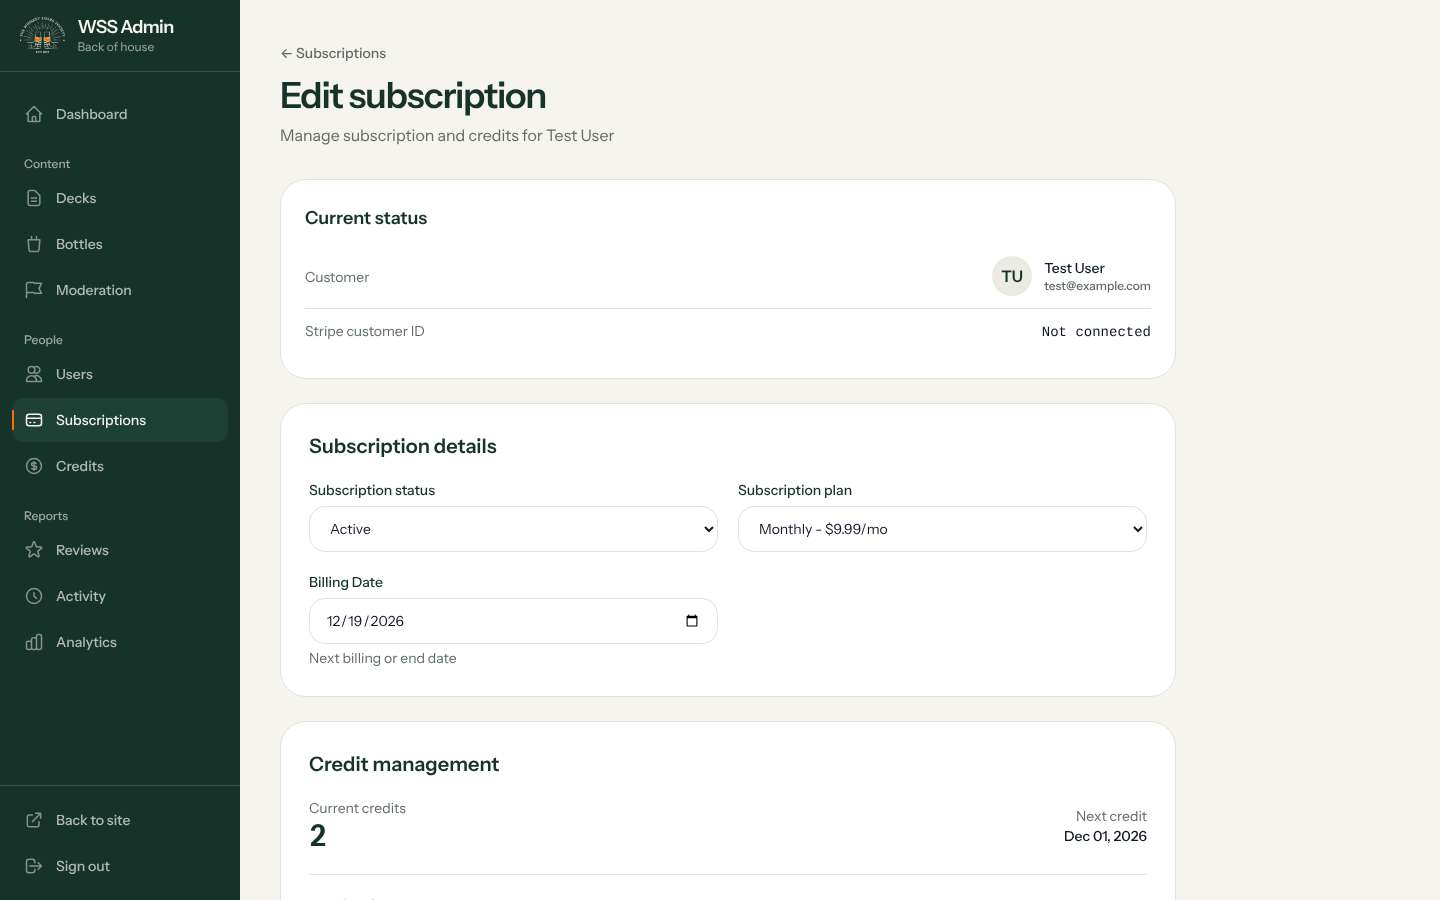 WSS Admin
Back of house
Dashboard
Content
Decks
Bottles
Moderation
People
Users
Subscriptions
Credits
Reports
Reviews
Activity
Analytics
Back to site
Sign out
← Subscriptions
Edit subscription
Manage subscription and credits for Test User
Current status
Customer
TU
Test User
test@example.com
Stripe customer ID
Not connected
Subscription details
Subscription status
Subscription plan
Active
Monthly - $9.99/mo
Billing Date
12/19/2026
Next billing or end date
Credit management
Current credits
2
Next credit
Dec 01, 2026